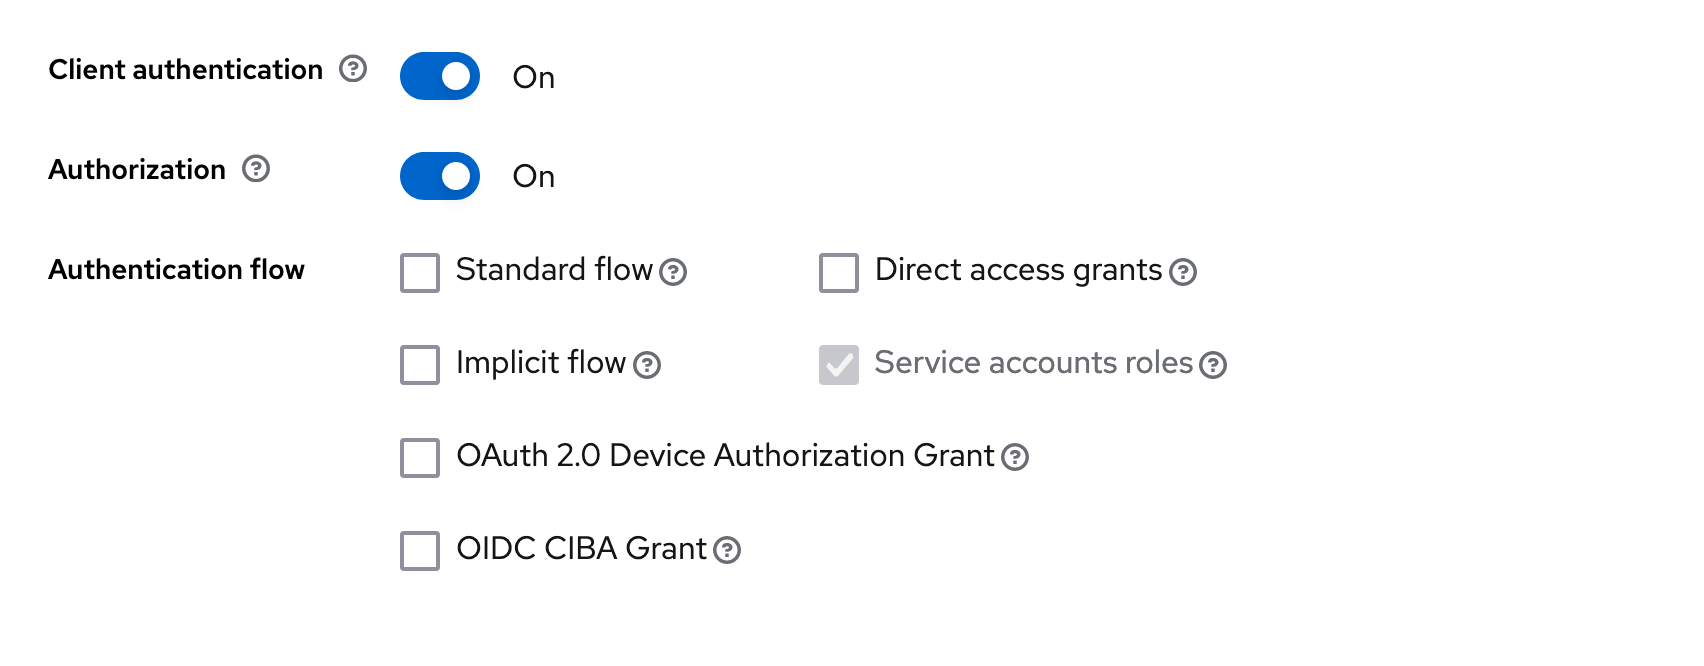 Client authentication On
Authorization On
Authentication flow Standard flow Direct access grants
Implicit flow Service accounts roles
OAuth 2.0 Device Authorization Grant
OIDC CIBA Grant